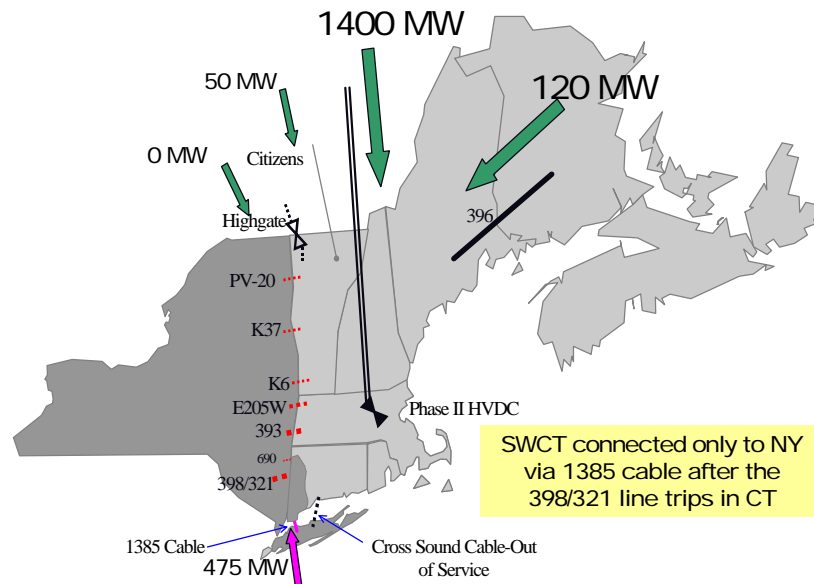 1400 MW
50 MW
120 MW
0 MW
Citizens
Highgate
396
PV-20
K37
K6
E205W
Phase II HVDC
393
690
398/321
SWCT connected only to NY
via 1385 cable after the
398/321 line trips in CT
1385 Cable
Cross Sound Cable-Out
of Service
475 MW